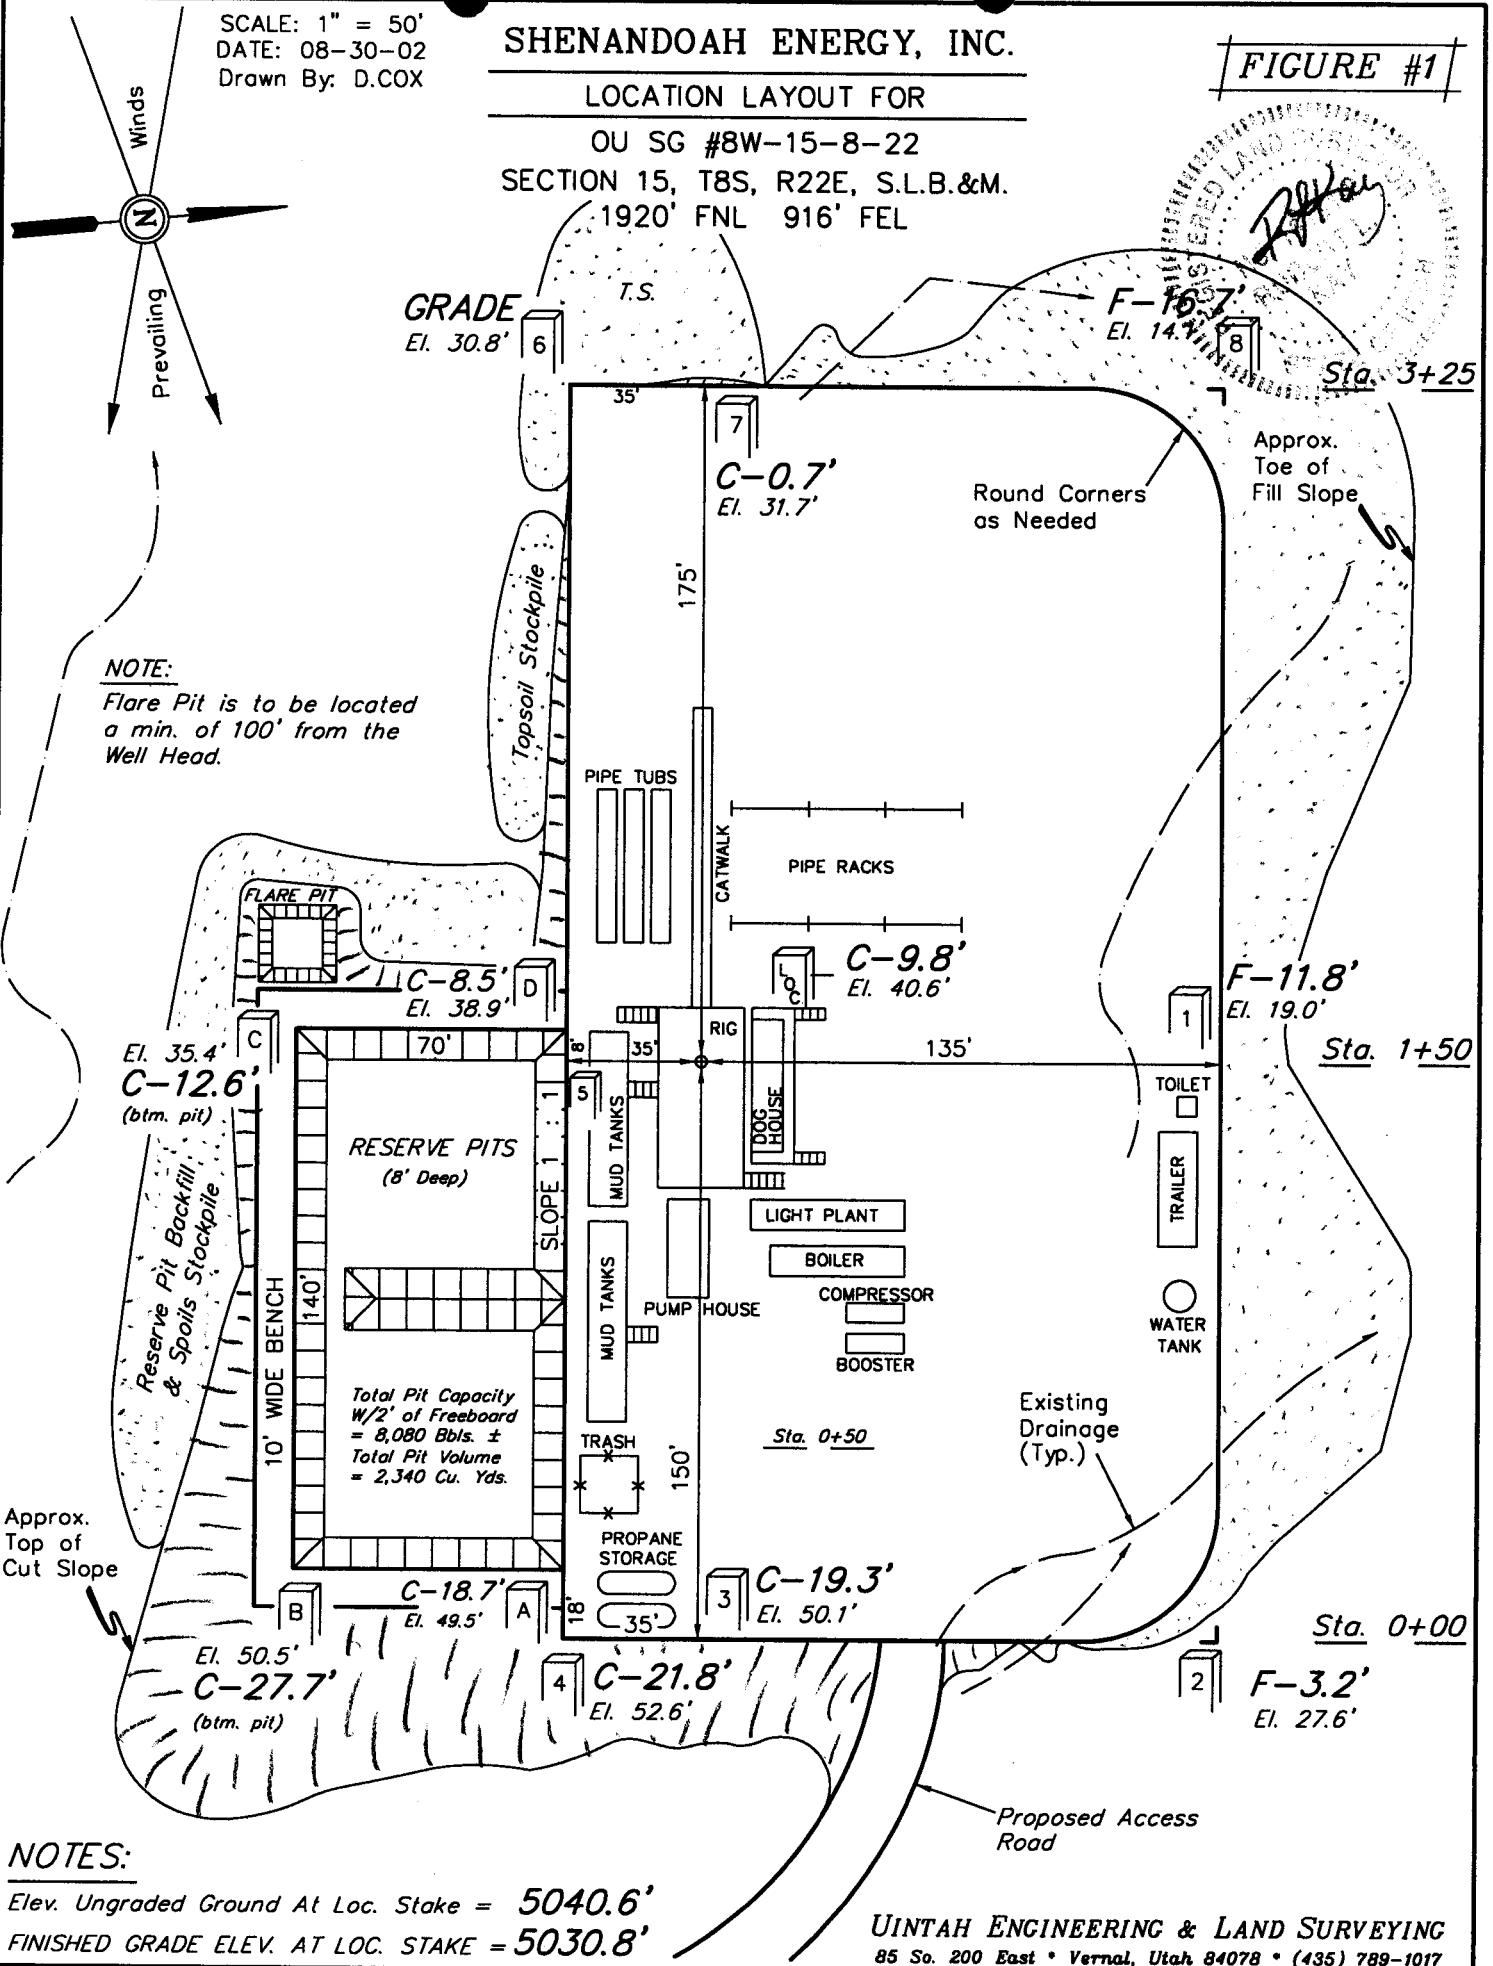 SCALE: 1" = 50'
DATE: 08-30-02
Drawn By: D.COX
SHENANDOAH ENERGY, INC.
LOCATION LAYOUT FOR
OU SG #8W-15-8-22
SECTION 15, T8S, R22E, S.L.B.&M.
1920' FNL 916' FEL
FIGURE #1
REGISTERED LAND SURVEYOR
Winds
N
Prevailing
T.S.
GRADE
El. 30.8'
6
F-16.7'
El. 14.
8
Sta. 3+25
35'
7
C-0.7'
El. 31.7'
Round Corners
as Needed
Approx.
Toe of
Fill Slope
175'
Topsoil Stockpile
NOTE:
Flare Pit is to be located
a min. of 100' from the
Well Head.
PIPE TUBS
CATWALK
PIPE RACKS
FLARE PIT
C-8.5'
El. 38.9'
D
LOC.
C-9.8'
El. 40.6'
F-11.8'
El. 19.0'
1
C
El. 35.4'
C-12.6'
(btm. pit)
70'
8'
35'
RIG
135'
Sta. 1+50
5
TOILET
RESERVE PITS
(8' Deep)
SLOPE 1 : 1
MUD TANKS
DOG
HOUSE
TRAILER
LIGHT PLANT
BOILER
Reserve Pit Backfill
& Spoils Stockpile
10' WIDE BENCH
140'
MUD TANKS
PUMP HOUSE
COMPRESSOR
BOOSTER
WATER
TANK
Total Pit Capacity
W/2' of Freeboard
= 8,080 Bbls. ±
Total Pit Volume
= 2,340 Cu. Yds.
TRASH
150'
Sta. 0+50
Existing
Drainage
(Typ.)
Approx.
Top of
Cut Slope
PROPANE
STORAGE
B
C-18.7'
El. 49.5'
A
18'
35'
3
C-19.3'
El. 50.1'
Sta. 0+00
El. 50.5'
C-27.7'
(btm. pit)
4
C-21.8'
El. 52.6'
2
F-3.2'
El. 27.6'
Proposed Access
Road
NOTES:
Elev. Ungraded Ground At Loc. Stake = 5040.6'
FINISHED GRADE ELEV. AT LOC. STAKE = 5030.8'
UINTAH ENGINEERING & LAND SURVEYING
85 So. 200 East * Vernal, Utah 84078 * (435) 789-1017